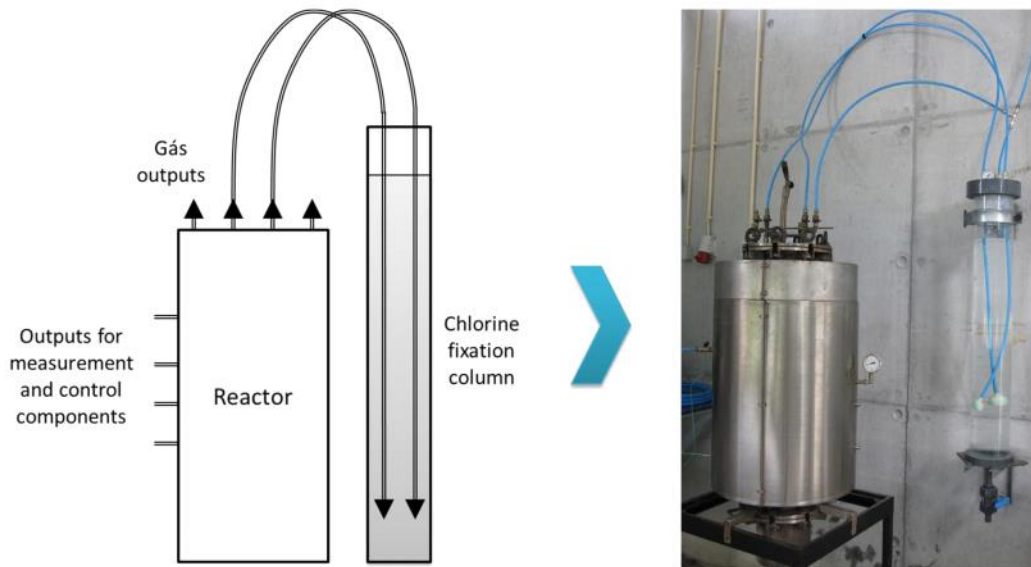 Gás
outputs
Outputs for
measurement
and control
components
Reactor
Chlorine
fixation
column